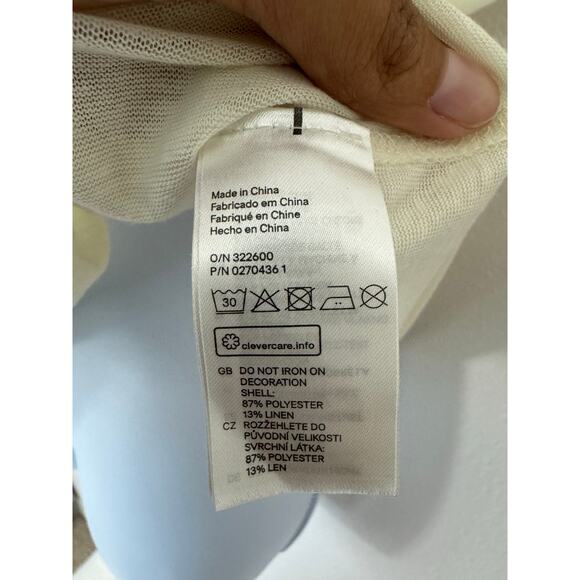 Made in China
Fabricado em China
Fabriqué en Chine
Hecho en China
O/N 322600
P/N 0270436 1
30
clevercare.info
GB DO NOT IRON ON
DECORATION
SHELL:
87% POLYESTER
13% LINEN
CZ ROZŽEHLETE DO
PŮVODNÍ VELIKOSTI
SVRCHNÍ LÁTKA:
87% POLYESTER
13% LEN